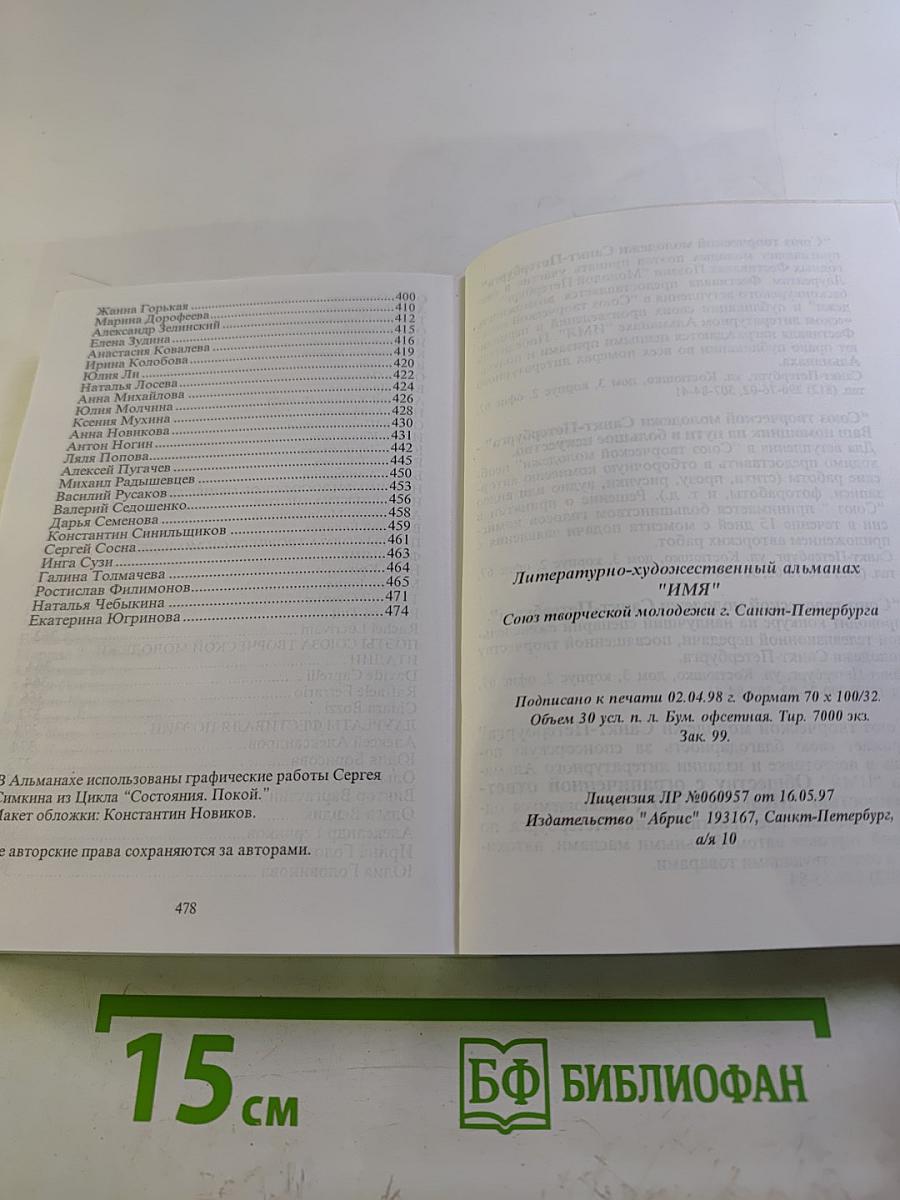 Жанна Горькая 400
Марина Дорофеева 410
Александр Зелинский 412
Елена Зудина 415
Анастасия Ковалева 416
Ирина Колобова 419
Юлия Ли 420
Наталья Лосева 422
Анна Михайлова 424
Юлия Молчина 426
Ксения Мухина 428
Анна Новикова 430
Антон Ногин 431
Ляля Попова 442
Алексей Пугачев 445
Михаил Радышевцев 450
Василий Русаков 453
Валерий Седошенко 456
Дарья Семенова 458
Константин Синильщиков 459
Сергей Сосна 461
Инга Сузи 463
Галина Толмачева 464
Ростислав Филимонов 465
Наталья Чебыкина 471
Екатерина Югринова 474
В Альманахе использованы графические работы Сергея
Симкина из Цикла "Состояния. Покой."
Макет обложки: Константин Новиков.
е авторские права сохраняются за авторами.
478
Литературно-художественный альманах
"ИМЯ"
Союз творческой молодежи г. Санкт-Петербурга
Подписано к печати 02.04.98 г. Формат 70 x 100/32.
Объем 30 усл. п. л. Бум. офсетная. Тир. 7000 экз.
Зак. 99.
Лицензия ЛР №060957 от 16.05.97
Издательство "Абрис" 193167, Санкт-Петербург,
а/я 10
15 см
БФ БИБЛИОФАН